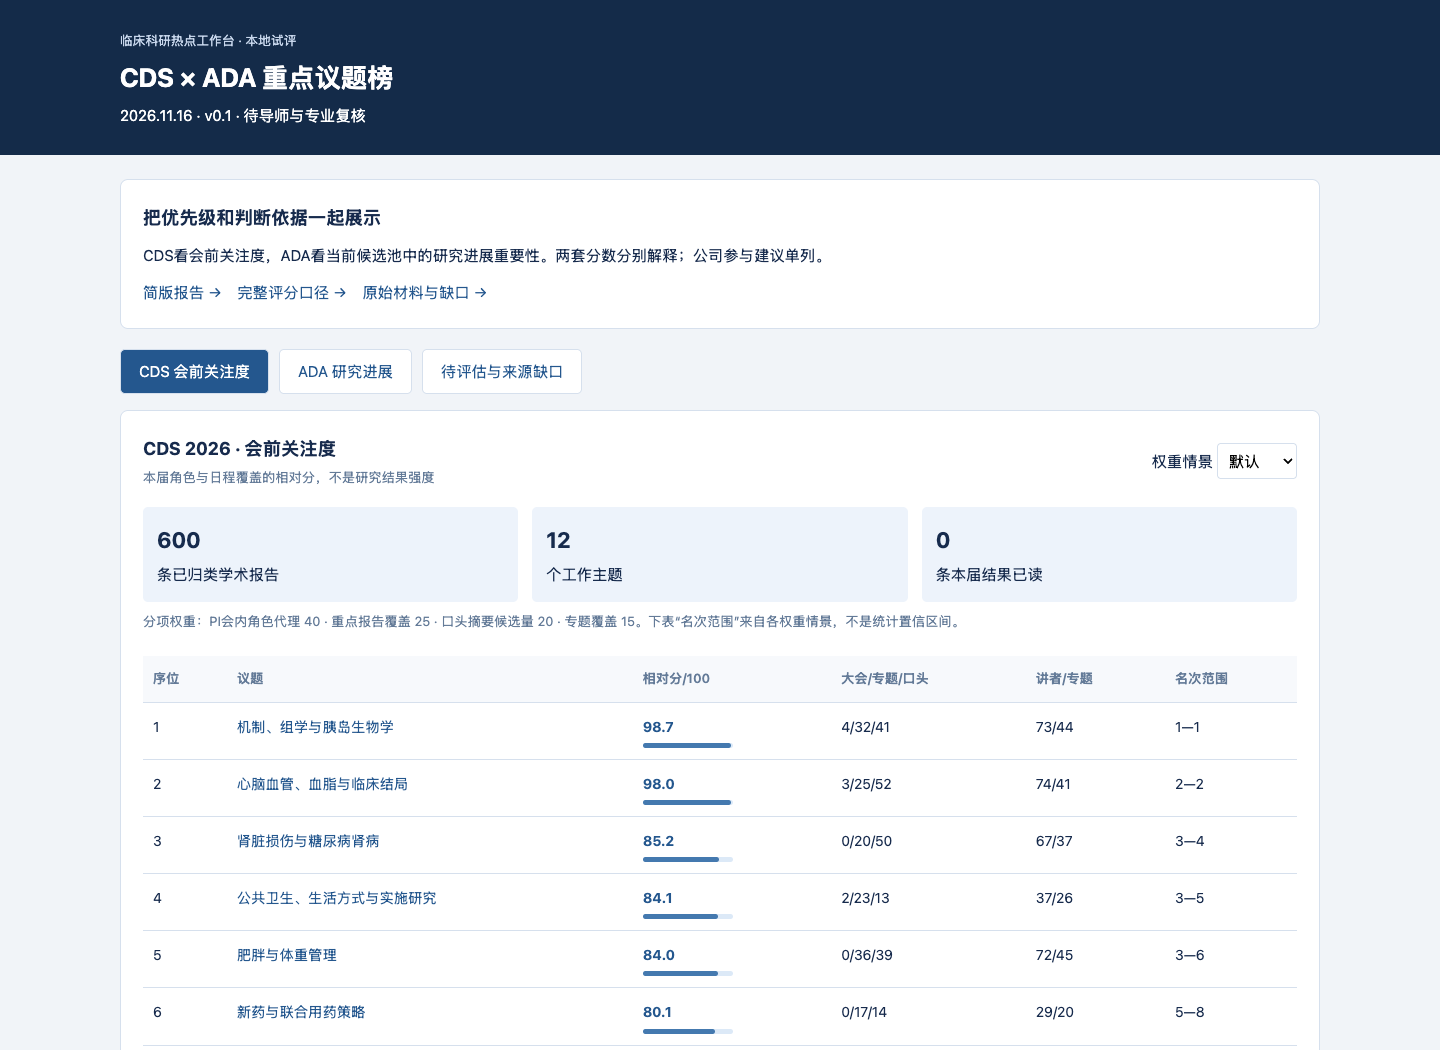 临床科研热点工作台 · 本地试评
CDS × ADA 重点议题榜
2026.11.16 · v0.1 · 待导师与专业复核
把优先级和判断依据一起展示
CDS看会前关注度，ADA看当前候选池中的研究进展重要性。两套分数分别解释；公司参与建议单列。
简版报告 → 完整评分口径 → 原始材料与缺口 →
CDS 会前关注度 ADA 研究进展 待评估与来源缺口
CDS 2026 · 会前关注度
本届角色与日程覆盖的相对分，不是研究结果强度
权重情景 默认
600 12 0
条已归类学术报告 个工作主题 条本届结果已读
分项权重：PI会内角色代理 40 · 重点报告覆盖 25 · 口头摘要候选量 20 · 专题覆盖 15。下表“名次范围”来自各权重情景，不是统计置信区间。
序位 议题 相对分/100 大会/专题/口头 讲者/专题 名次范围
1 机制、组学与胰岛生物学 98.7 4/32/41 73/44 1—1
2 心脑血管、血脂与临床结局 98.0 3/25/52 74/41 2—2
3 肾脏损伤与糖尿病肾病 85.2 0/20/50 67/37 3—4
4 公共卫生、生活方式与实施研究 84.1 2/23/13 37/26 3—5
5 肥胖与体重管理 84.0 0/36/39 72/45 3—6
6 新药与联合用药策略 80.1 0/17/14 29/20 5—8